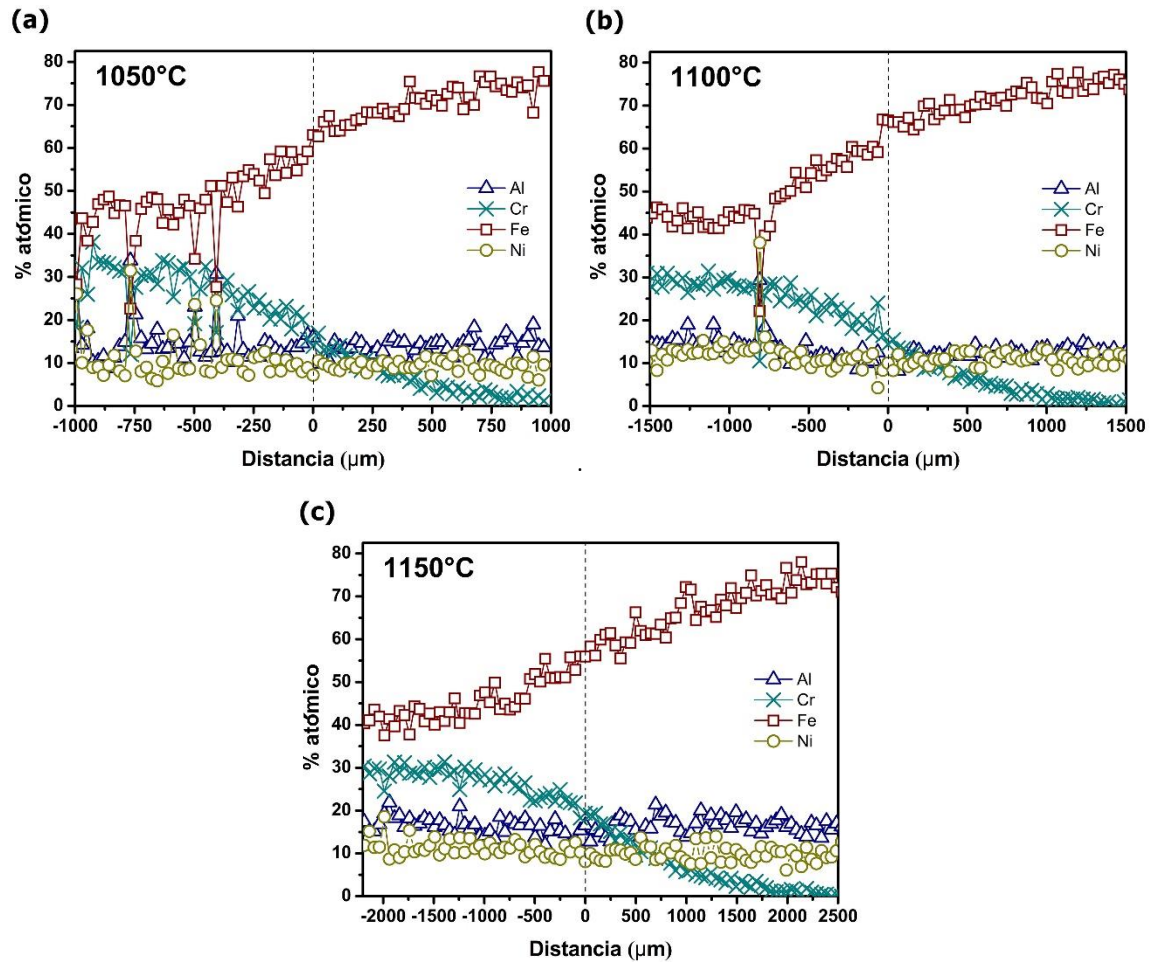 (a)
1050°C
% atómico
80
70
60
50
40
30
20
10
0
Al
Cr
Fe
Ni
-1000 -750 -500 -250 0 250 500 750 1000
Distancia (µm)
(b)
1100°C
% atómico
80
70
60
50
40
30
20
10
0
Al
Cr
Fe
Ni
-1500 -1000 -500 0 500 1000 1500
Distancia (µm)
(c)
1150°C
% atómico
80
70
60
50
40
30
20
10
0
Al
Cr
Fe
Ni
-2000 -1500 -1000 -500 0 500 1000 1500 2000 2500
Distancia (µm)